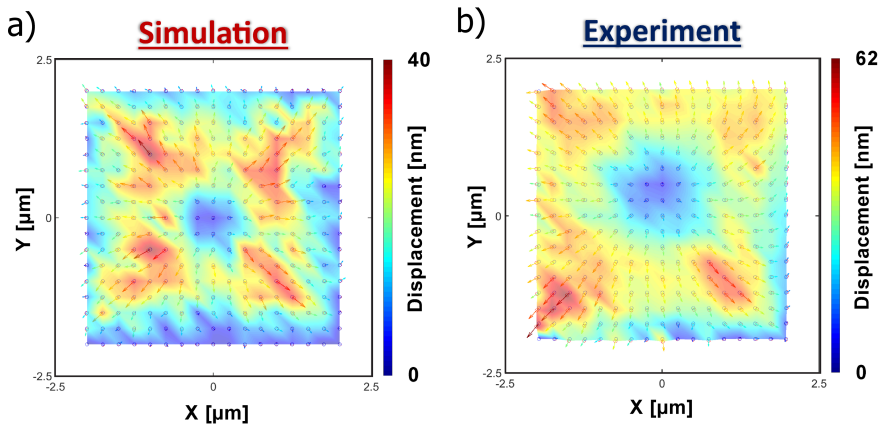 a)
Simulation
2.5
0
-2.5
-2.5
0
2.5
Y [µm]
X [µm]
40
Displacement [nm]
0
b)
Experiment
2.5
0
-2.5
-2.5
0
2.5
Y [µm]
X [µm]
62
Displacement [nm]
0